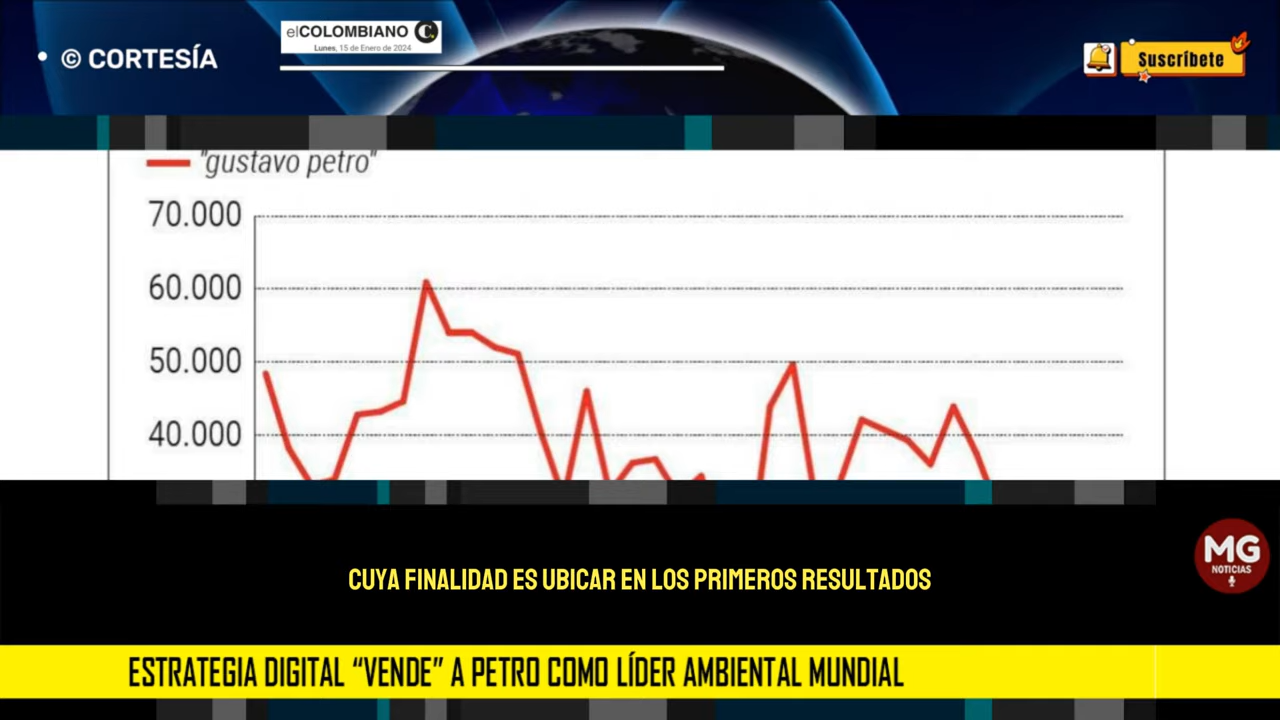 © CORTESÍA
elCOLOMBIANO C
Lunes, 15 de Enero de 2024
Suscríbete
"gustavo petro"
70.000
60.000
50.000
40.000
CUYA FINALIDAD ES UBICAR EN LOS PRIMEROS RESULTADOS
MG
NOTICIAS
ESTRATEGIA DIGITAL “VENDE” A PETRO COMO LÍDER AMBIENTAL MUNDIAL